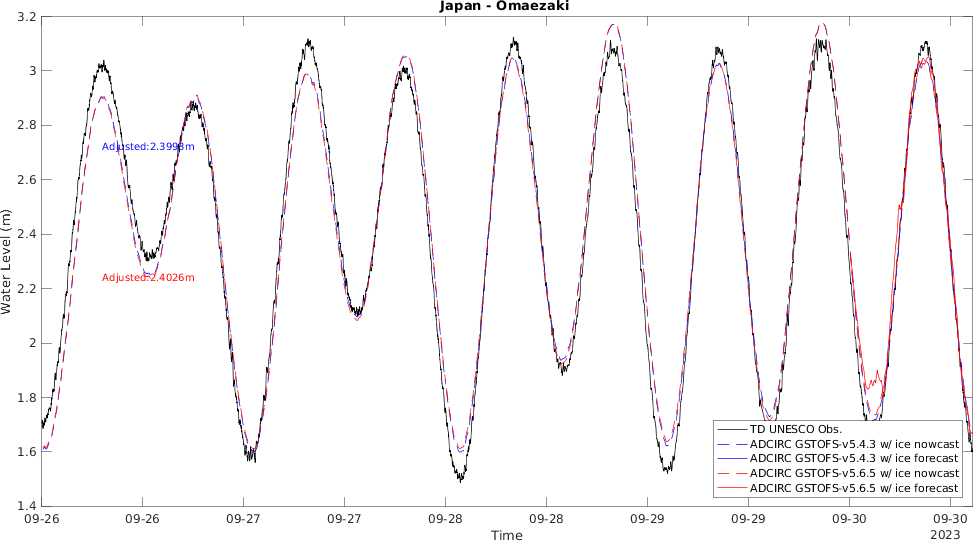 Japan - Omaezaki
3.2
3
2.8
2.6
2.4
2.2
2
1.8
1.6
1.4
Water Level (m)
Adjusted:2.3993m
Adjusted:2.4026m
TD UNESCO Obs.
ADCIRC GSTOFS-v5.4.3 w/ ice nowcast
ADCIRC GSTOFS-v5.4.3 w/ ice forecast
ADCIRC GSTOFS-v5.6.5 w/ ice nowcast
ADCIRC GSTOFS-v5.6.5 w/ ice forecast
09-26 09-26 09-27 09-27 09-28 09-28 09-29 09-29 09-30 09-30
2023
Time